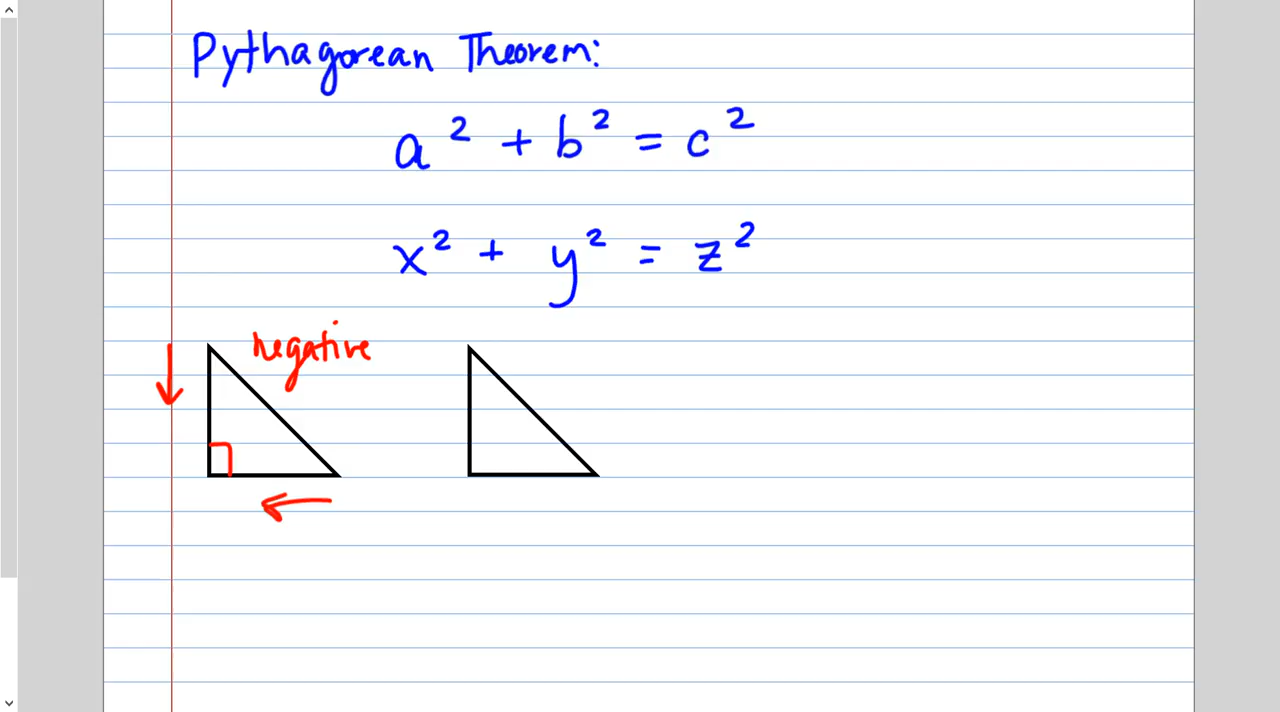 Pythagorean Theorem:
a² + b² = c²
x² + y² = z²
negative